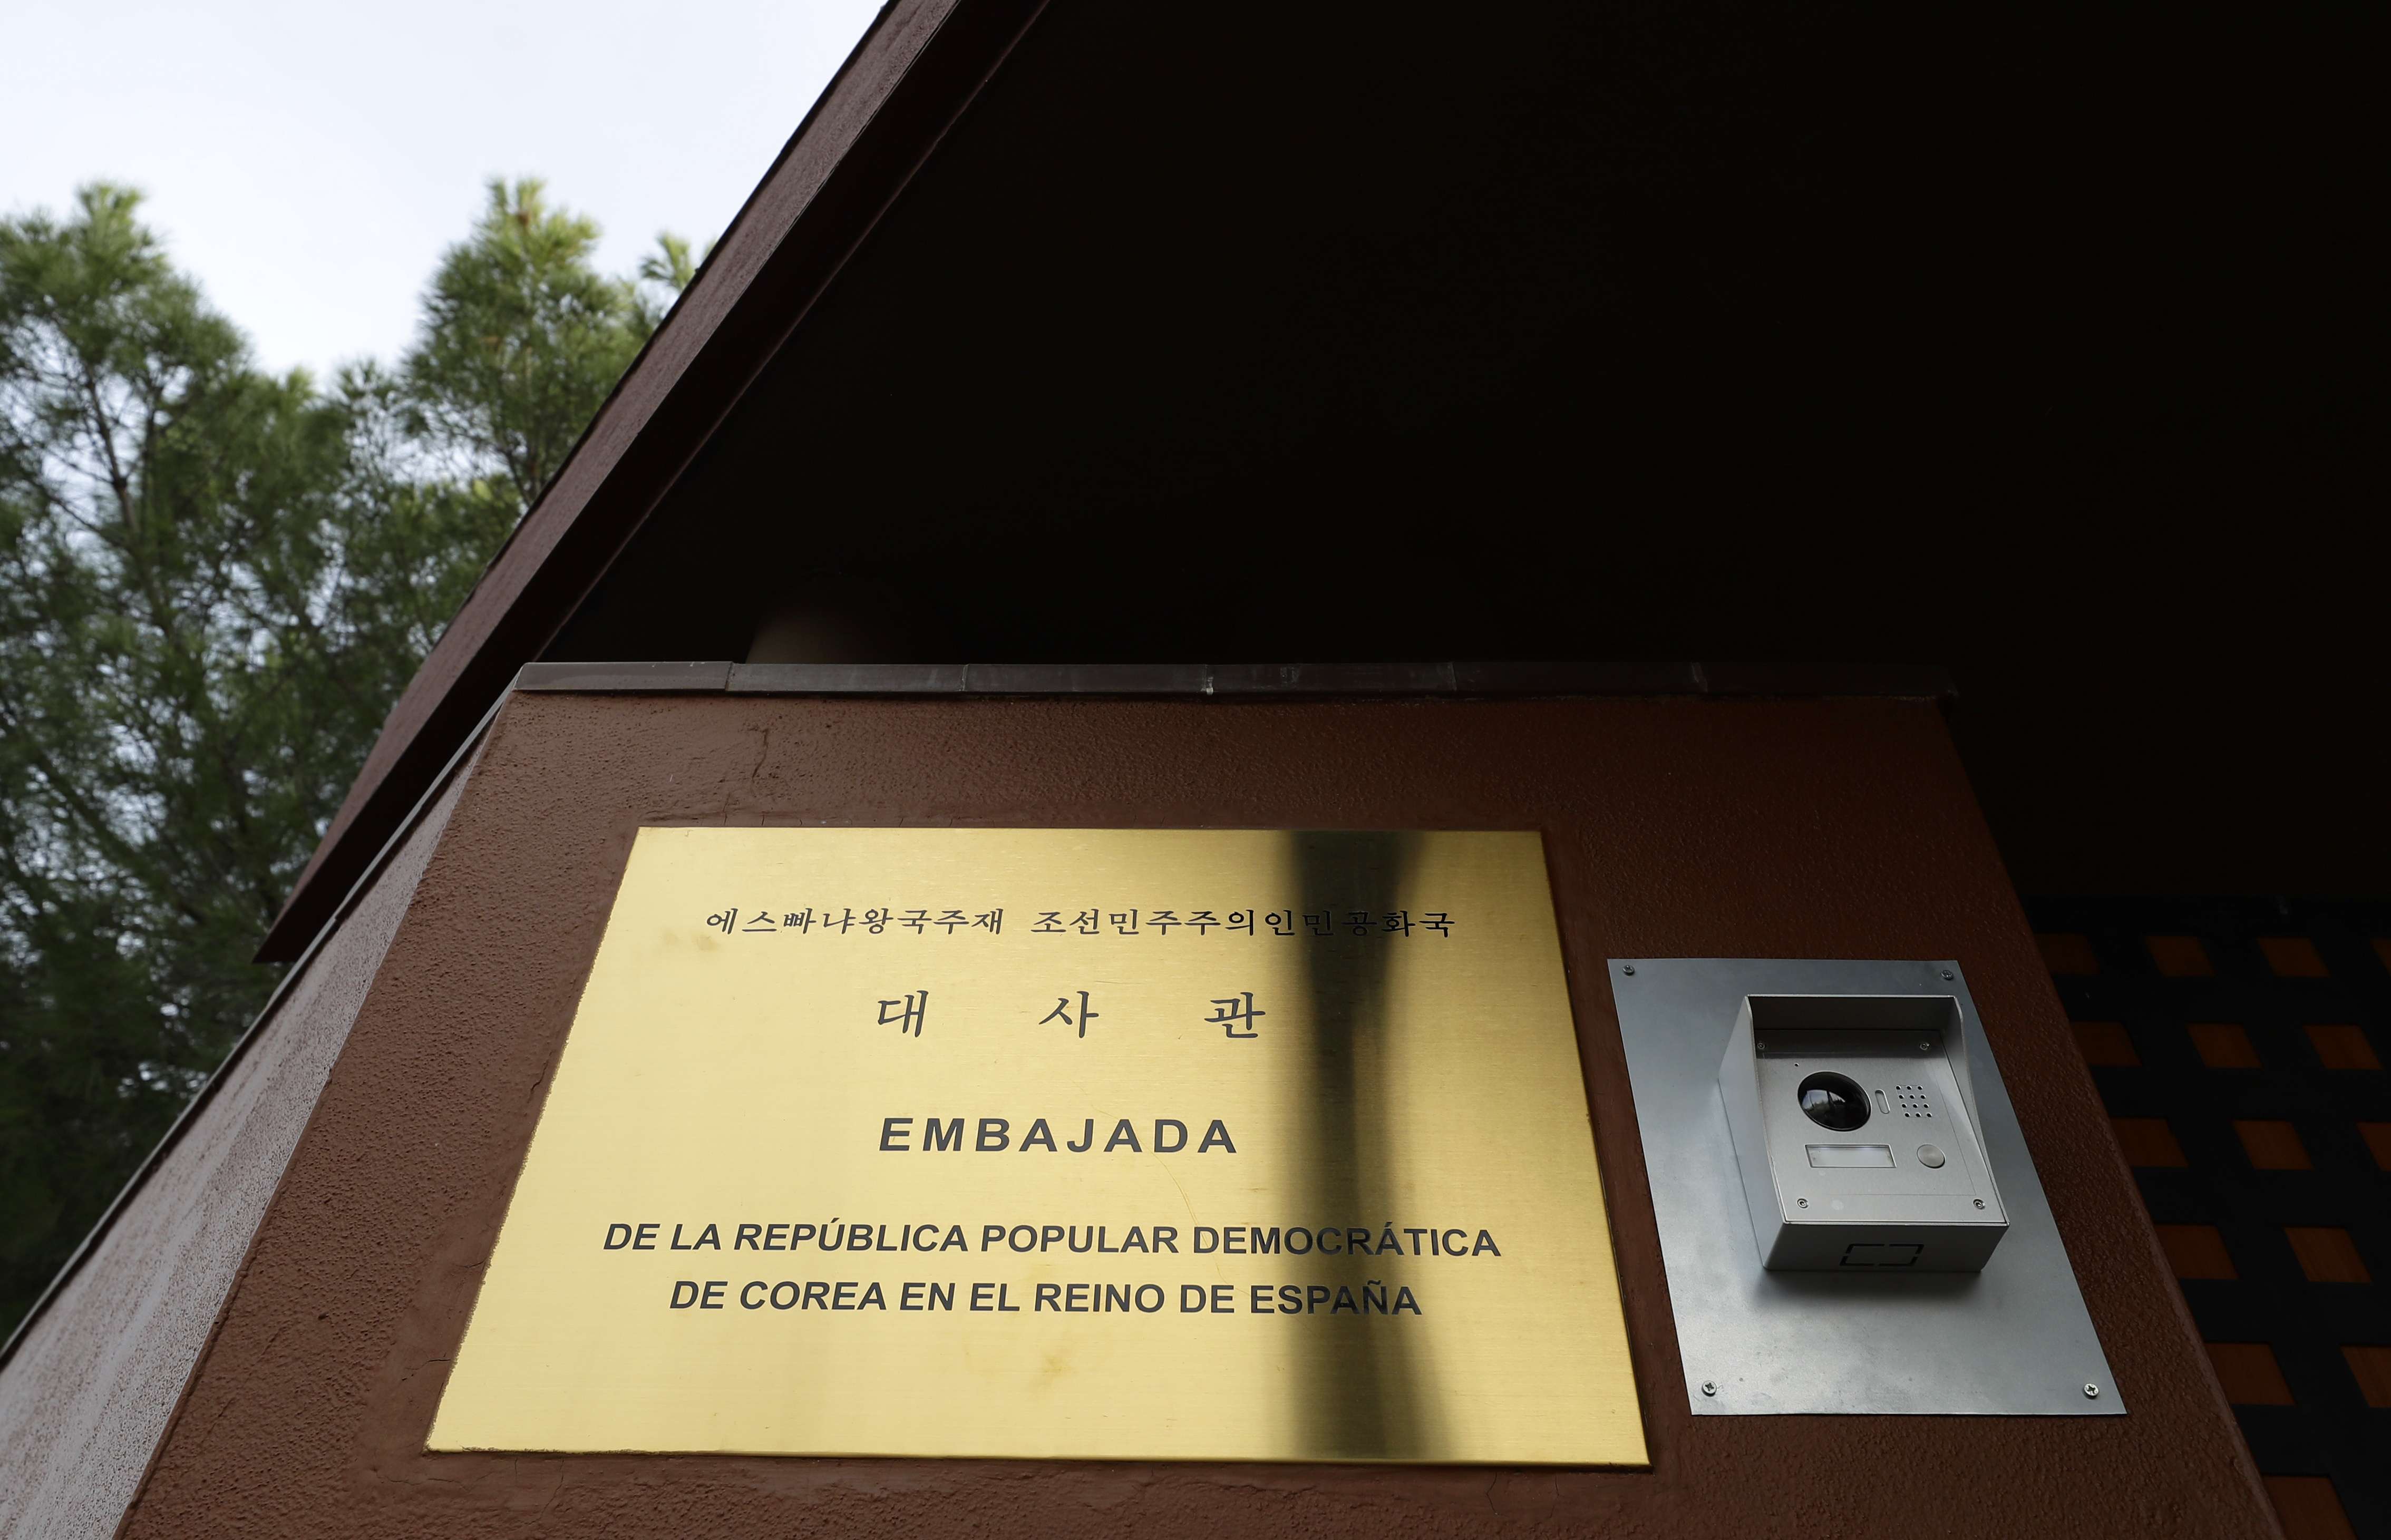 에스빠냐왕국주재 조선민주주의인민공화국
대 사 관
EMBAJADA
DE LA REPÚBLICA POPULAR DEMOCRÁTICA
DE COREA EN EL REINO DE ESPAÑA